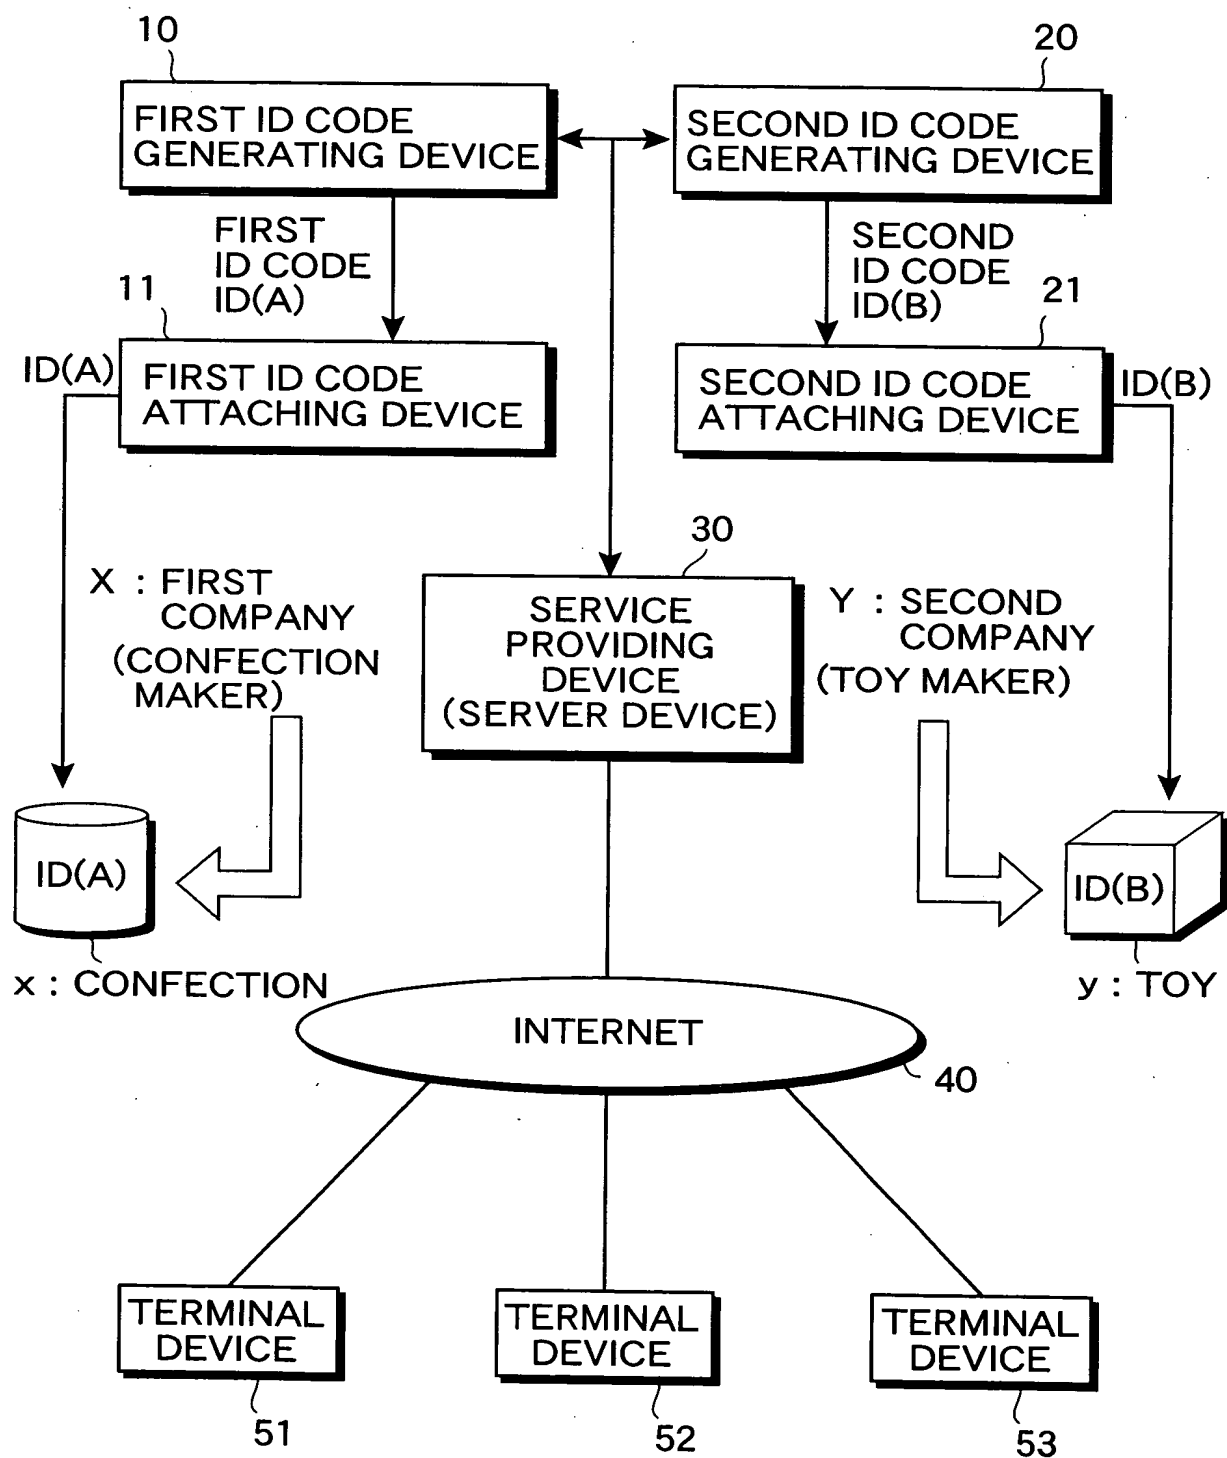 10
FIRST ID CODE
GENERATING DEVICE
20
SECOND ID CODE
GENERATING DEVICE
FIRST
ID CODE
ID(A)
SECOND
ID CODE
ID(B)
11
ID(A)
FIRST ID CODE
ATTACHING DEVICE
21
SECOND ID CODE
ATTACHING DEVICE
ID(B)
X : FIRST
COMPANY
(CONFECTION
MAKER)
30
SERVICE
PROVIDING
DEVICE
(SERVER DEVICE)
Y : SECOND
COMPANY
(TOY MAKER)
ID(A)
x : CONFECTION
ID(B)
y : TOY
INTERNET
40
TERMINAL
DEVICE
51
TERMINAL
DEVICE
52
TERMINAL
DEVICE
53